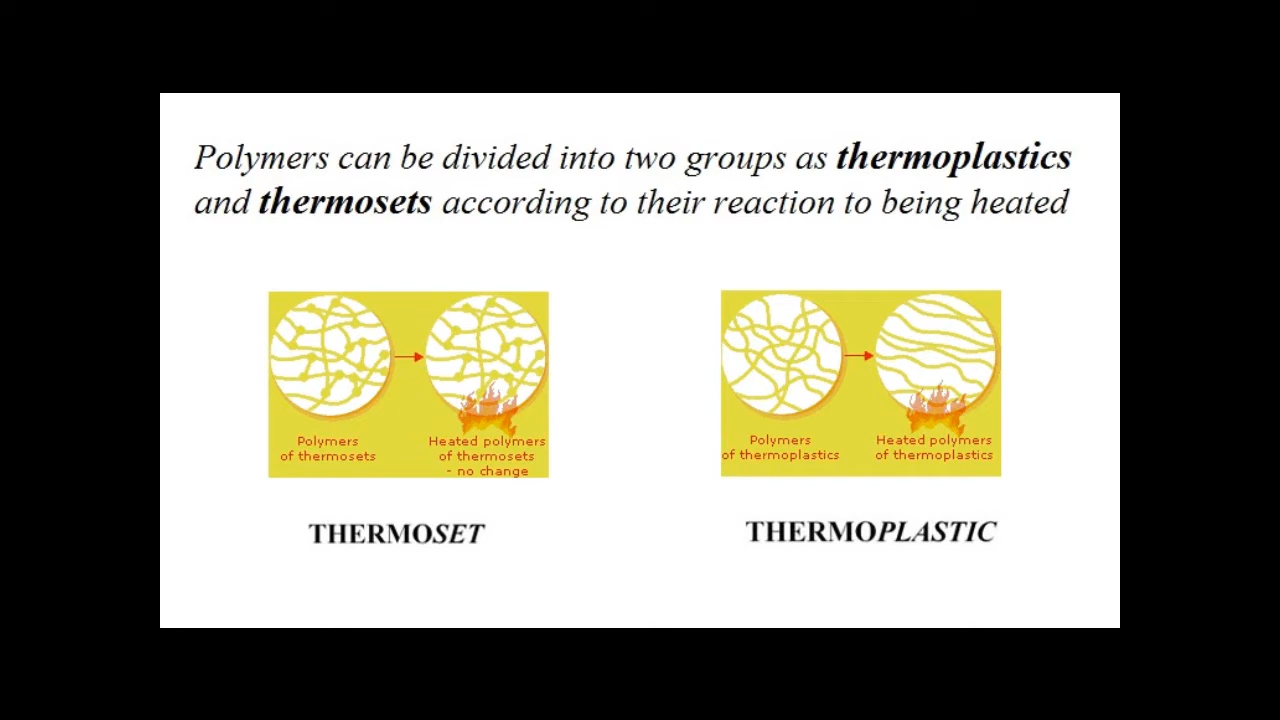 Polymers can be divided into two groups as thermoplastics
and thermosets according to their reaction to being heated
Polymers
of thermosets
Heated polymers
of thermosets
- no change
THERMOSET
Polymers
of thermoplastics
Heated polymers
of thermoplastics
THERMOPLASTIC